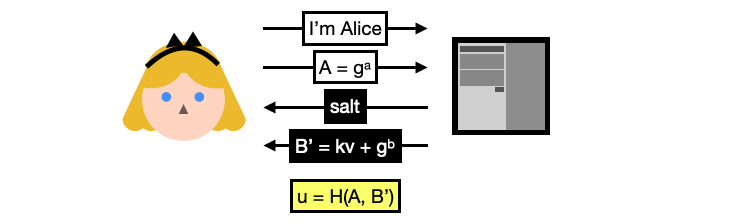 I’m Alice
A = gᵃ
salt
B’ = kv + gᵇ
u = H(A, B’)